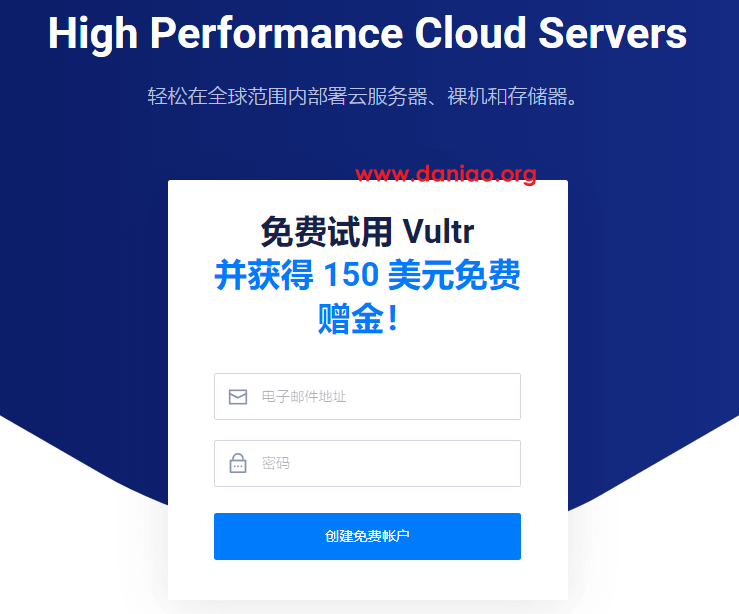 High Performance Cloud Servers
轻松在全球范围内部署云服务器、裸机和存储器。
www.daniao.org
免费试用 Vultr
并获得 150 美元免费
赠金！
电子邮件地址
密码
创建免费帐户